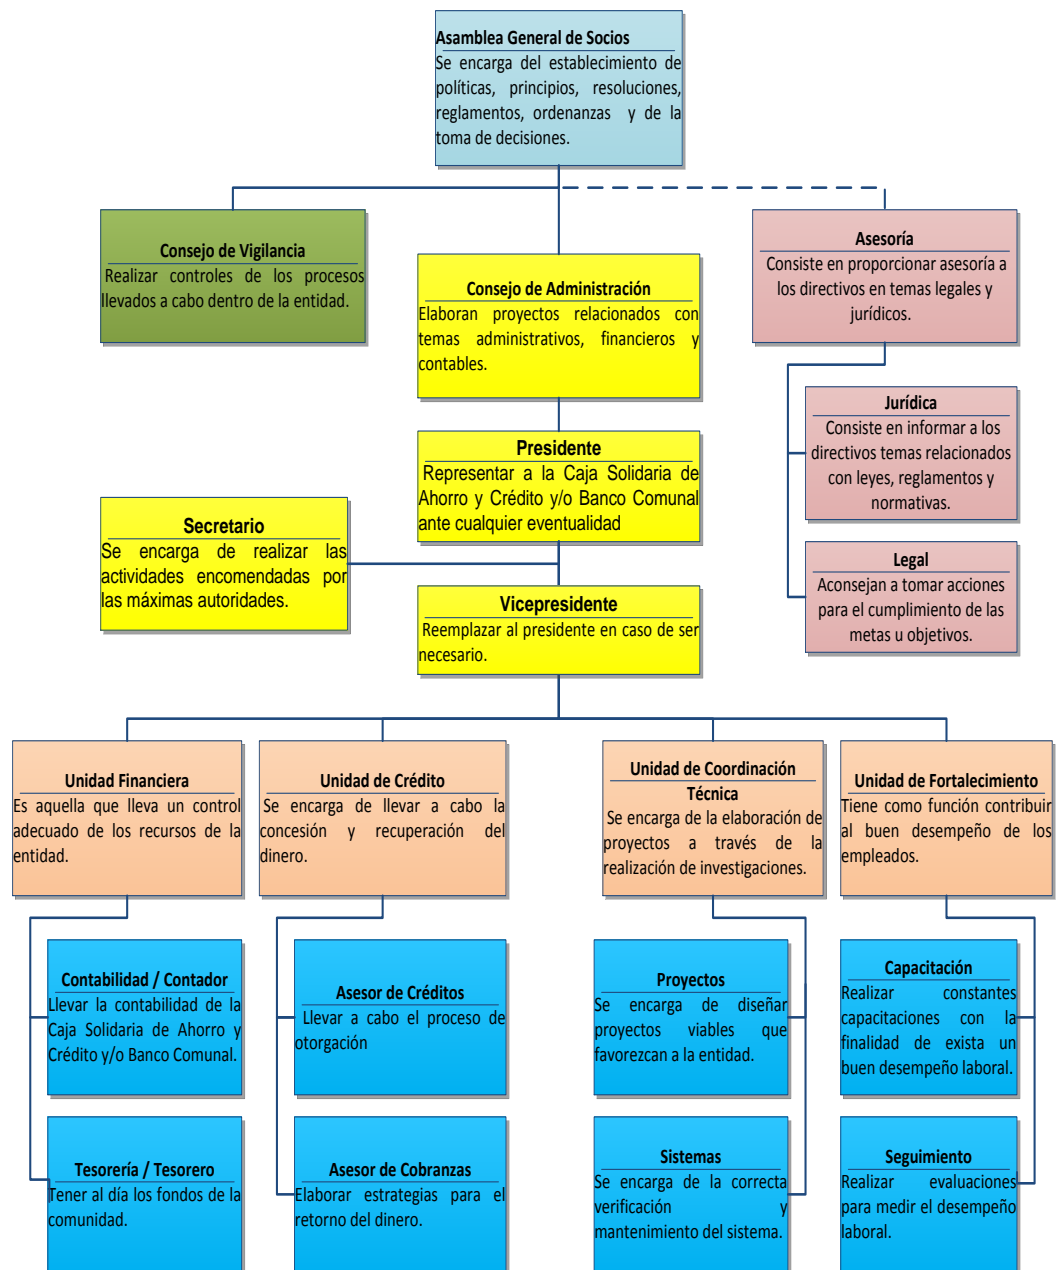 Asamblea General de Socios
Se encarga del establecimiento de
políticas, principios, resoluciones,
reglamentos, ordenanzas y de la
toma de decisiones.
Consejo de Vigilancia
Realizar controles de los procesos
llevados a cabo dentro de la entidad.
Consejo de Administración
Elaboran proyectos relacionados con
temas administrativos, financieros y
contables.
Asesoría
Consiste en proporcionar asesoría a
los directivos en temas legales y
jurídicos.
Jurídica
Consiste en informar a los
directivos temas relacionados
con leyes, reglamentos y
normativas.
Legal
Aconsejan a tomar acciones
para el cumplimiento de las
metas u objetivos.
Presidente
Representar a la Caja Solidaria de
Ahorro y Crédito y/o Banco Comunal
ante cualquier eventualidad
Secretario
Se encarga de realizar las
actividades encomendadas por
las máximas autoridades.
Vicepresidente
Reemplazar al presidente en caso de ser
necesario.
Unidad Financiera
Es aquella que lleva un control
adecuado de los recursos de la
entidad.
Unidad de Crédito
Se encarga de llevar a cabo la
concesión y recuperación del
dinero.
Unidad de Coordinación
Técnica
Se encarga de la elaboración de
proyectos a través de la
realización de investigaciones.
Unidad de Fortalecimiento
Tiene como función contribuir
al buen desempeño de los
empleados.
Contabilidad / Contador
Llevar la contabilidad de la
Caja Solidaria de Ahorro y
Crédito y/o Banco Comunal.
Asesor de Créditos
Llevar a cabo el proceso de
otorgación
Proyectos
Se encarga de diseñar
proyectos viables que
favorezcan a la entidad.
Capacitación
Realizar constantes
capacitaciones con la
finalidad de exista un
buen desempeño laboral.
Tesorería / Tesorero
Tener al día los fondos de la
comunidad.
Asesor de Cobranzas
Elaborar estrategias para el
retorno del dinero.
Sistemas
Se encarga de la correcta
verificación y
mantenimiento del sistema.
Seguimiento
Realizar evaluaciones
para medir el desempeño
laboral.